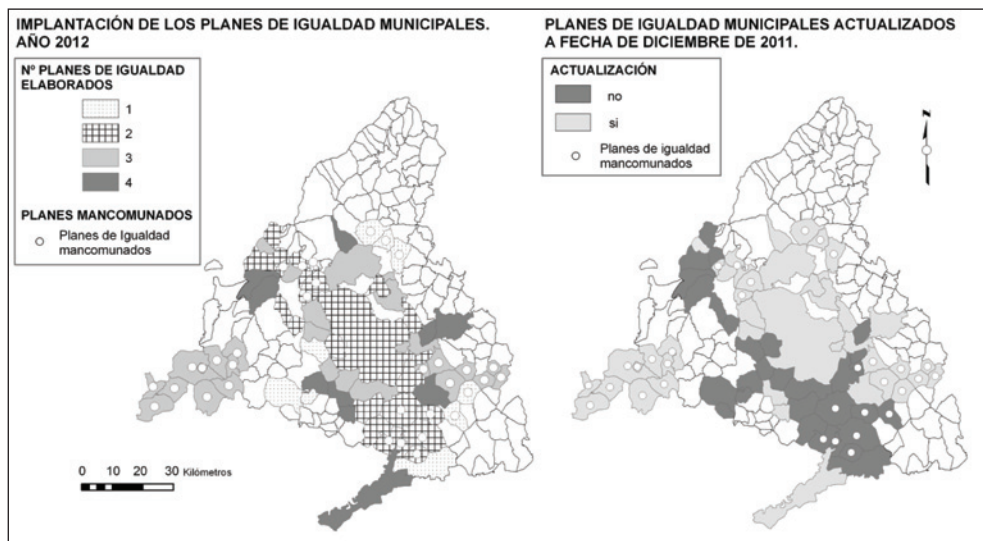 IMPLANTACIÓN DE LOS PLANES DE IGUALDAD MUNICIPALES.
AÑO 2012
Nº PLANES DE IGUALDAD
ELABORADOS
1
2
3
4
PLANES MANCOMUNADOS
Planes de Igualdad
mancomunados
0 10 20 30 Kilómetros
PLANES DE IGUALDAD MUNICIPALES ACTUALIZADOS
A FECHA DE DICIEMBRE DE 2011.
ACTUALIZACIÓN
no
si
Planes de igualdad
mancomunados
N